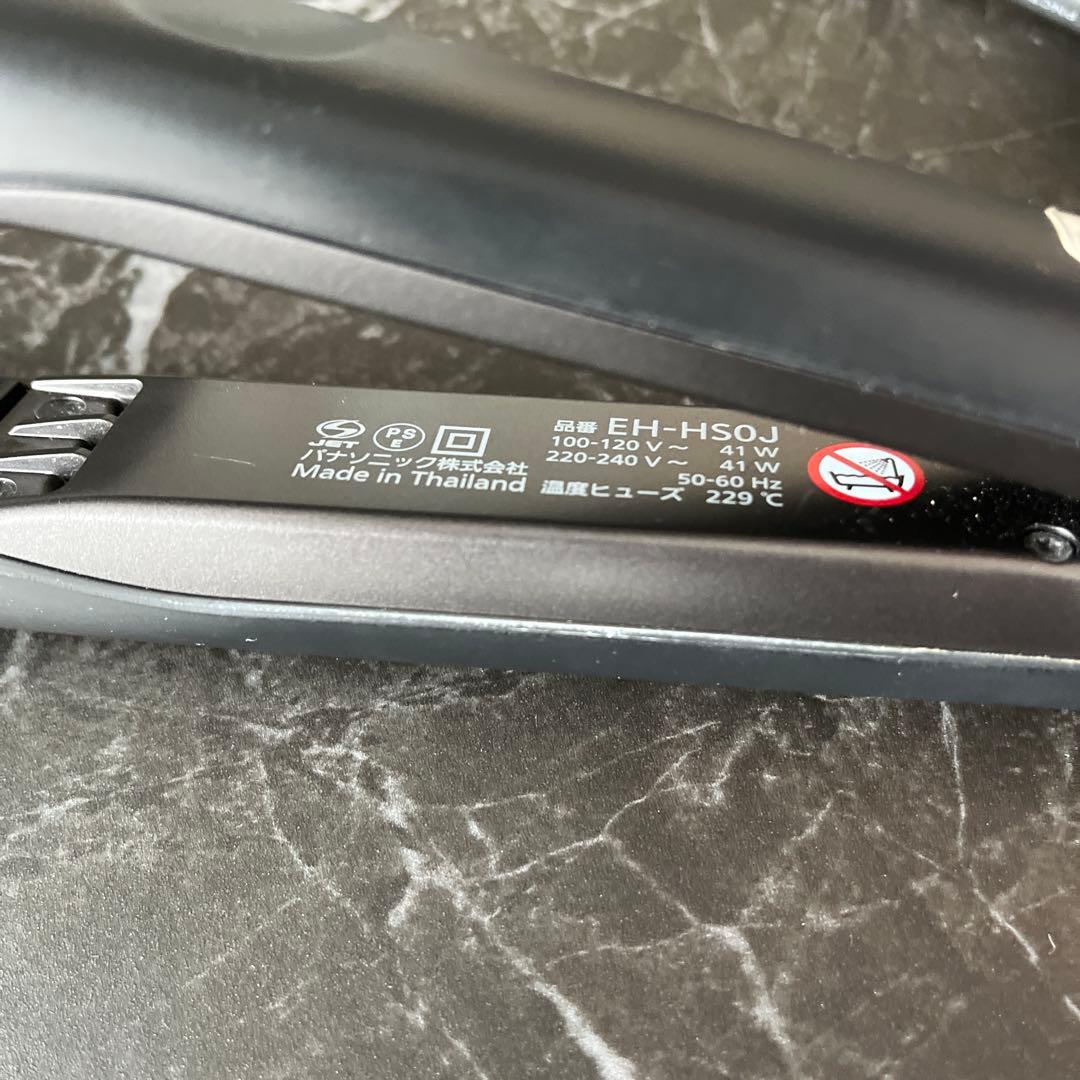 JET PS E
パナソニック株式会社
Made in Thailand
品番 EH-HS0J
100-120 V〜 41 W
220-240 V〜 41 W
50-60 Hz
温度ヒューズ 229 ℃